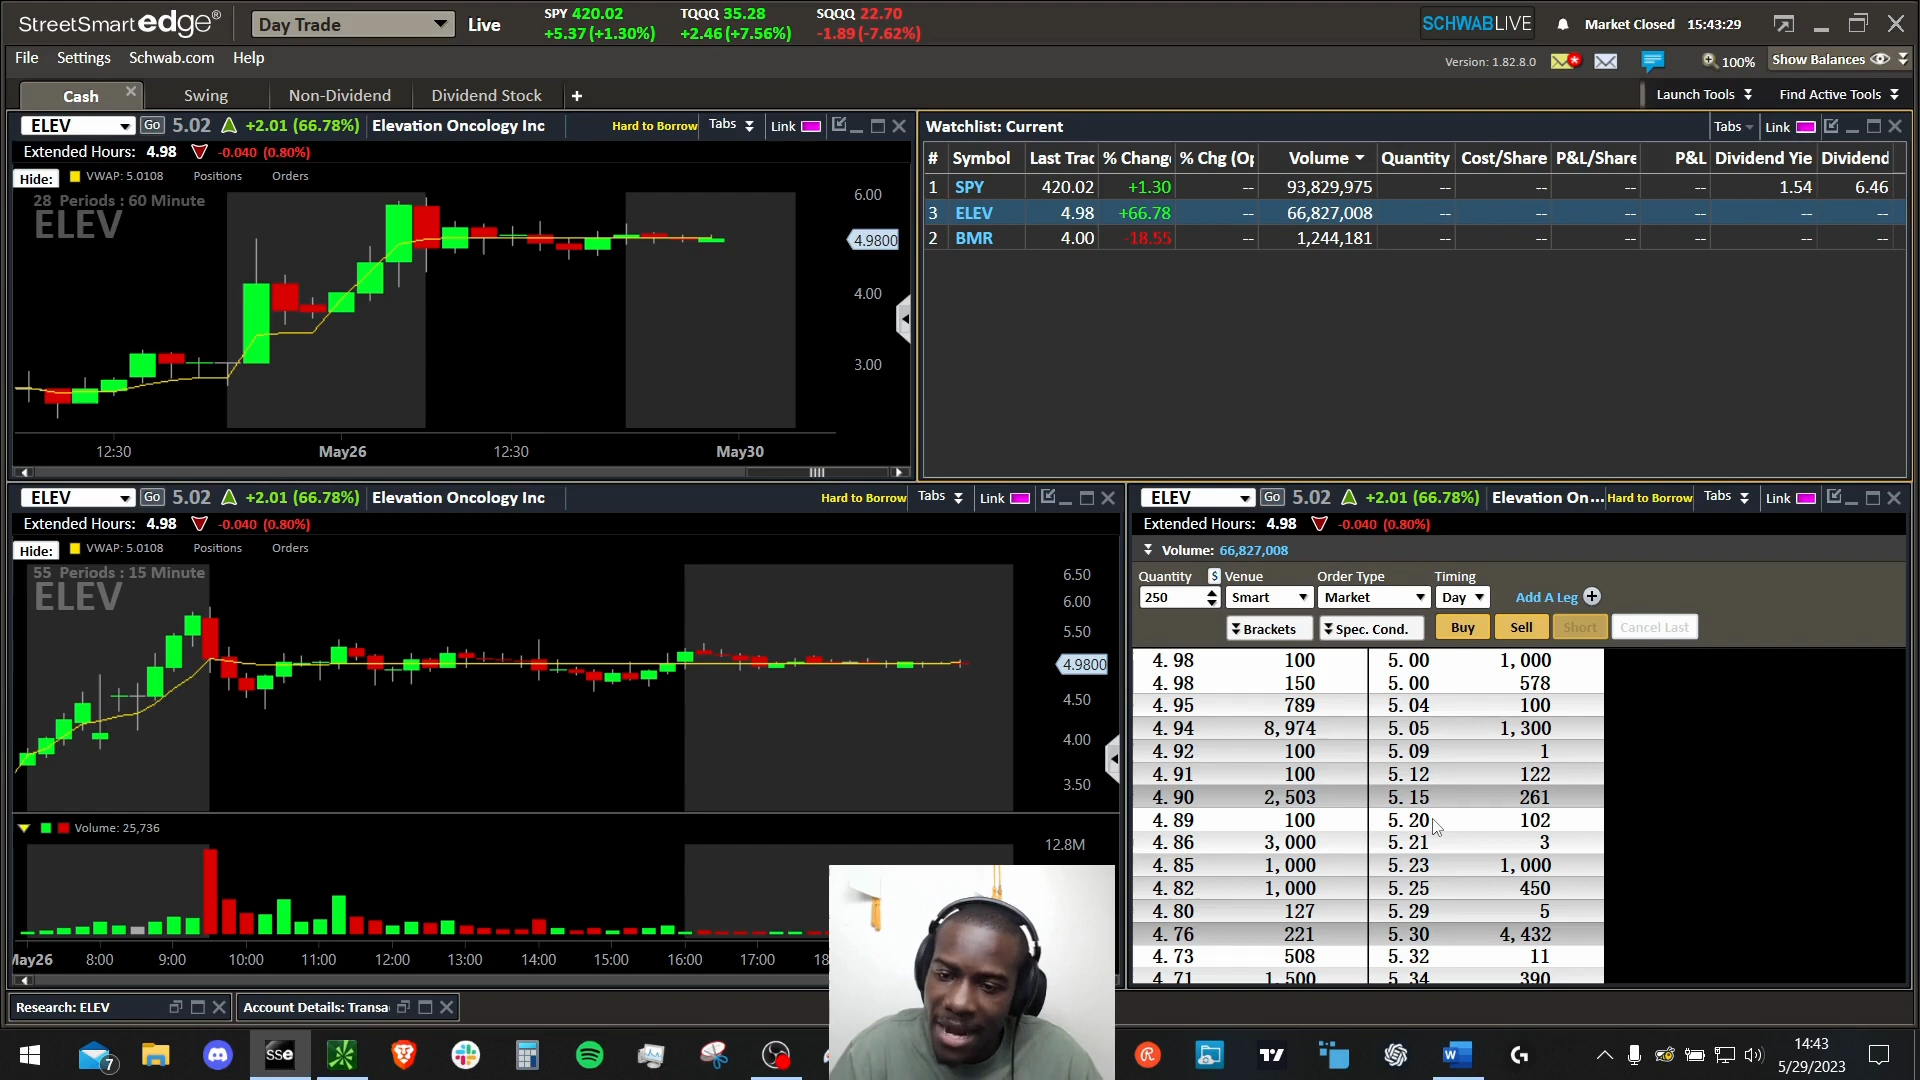 StreetSmart edge®
Day Trade
Live
SPY 420.02
+5.37 (+1.30%)
TQQQ 35.28
+2.46 (+7.56%)
SQQQ 22.70
-1.89 (-7.62%)
SCHWABLIVE
Market Closed 15:43:29
File Settings Schwab.com Help
Version: 1.82.8.0
100%
Show Balances
Cash Swing Non-Dividend Dividend Stock +
Launch Tools Find Active Tools
ELEV Go 5.02 +2.01 (66.78%) Elevation Oncology Inc Hard to Borrow Tabs Link
Extended Hours: 4.98 -0.040 (0.80%)
Hide: VWAP: 5.0108 Positions Orders
28 Periods : 60 Minute
ELEV
6.00
4.9800
4.00
3.00
12:30 May26 12:30 May30
Watchlist: Current Tabs Link
# Symbol Last Trac % Change % Chg (O Volume Quantity Cost/Share P&L/Share P&L Dividend Yie Dividend
1 SPY 420.02 +1.30 -- 93,829,975 -- -- -- -- 1.54 6.46
3 ELEV 4.98 +66.78 -- 66,827,008 -- -- -- -- -- --
2 BMR 4.00 -18.55 -- 1,244,181 -- -- -- -- -- --
ELEV Go 5.02 +2.01 (66.78%) Elevation Oncology Inc Hard to Borrow Tabs Link
Extended Hours: 4.98 -0.040 (0.80%)
Hide: VWAP: 5.0108 Positions Orders
55 Periods : 15 Minute
ELEV
6.50
6.00
5.50
4.9800
4.50
4.00
3.50
Volume: 25,736
12.8M
May26 8:00 9:00 10:00 11:00 12:00 13:00 14:00 15:00 16:00 17:00 18
ELEV Go 5.02 +2.01 (66.78%) Elevation On... Hard to Borrow Tabs Link
Extended Hours: 4.98 -0.040 (0.80%)
Volume: 66,827,008
Quantity $ Venue Order Type Timing
250 Smart Market Day Add A Leg
Brackets Spec. Cond. Buy Sell Short Cancel Last
4.98 100 5.00 1,000
4.98 150 5.00 578
4.95 789 5.04 100
4.94 8,974 5.05 1,300
4.92 100 5.09 1
4.91 100 5.12 122
4.90 2,503 5.15 261
4.89 100 5.20 102
4.86 3,000 5.21 3
4.85 1,000 5.23 1,000
4.82 1,000 5.25 450
4.80 127 5.29 5
4.76 221 5.30 4,432
4.73 508 5.32 11
4.71 1,500 5.34 390
Research: ELEV Account Details: Transa
7
sse
14:43
5/29/2023